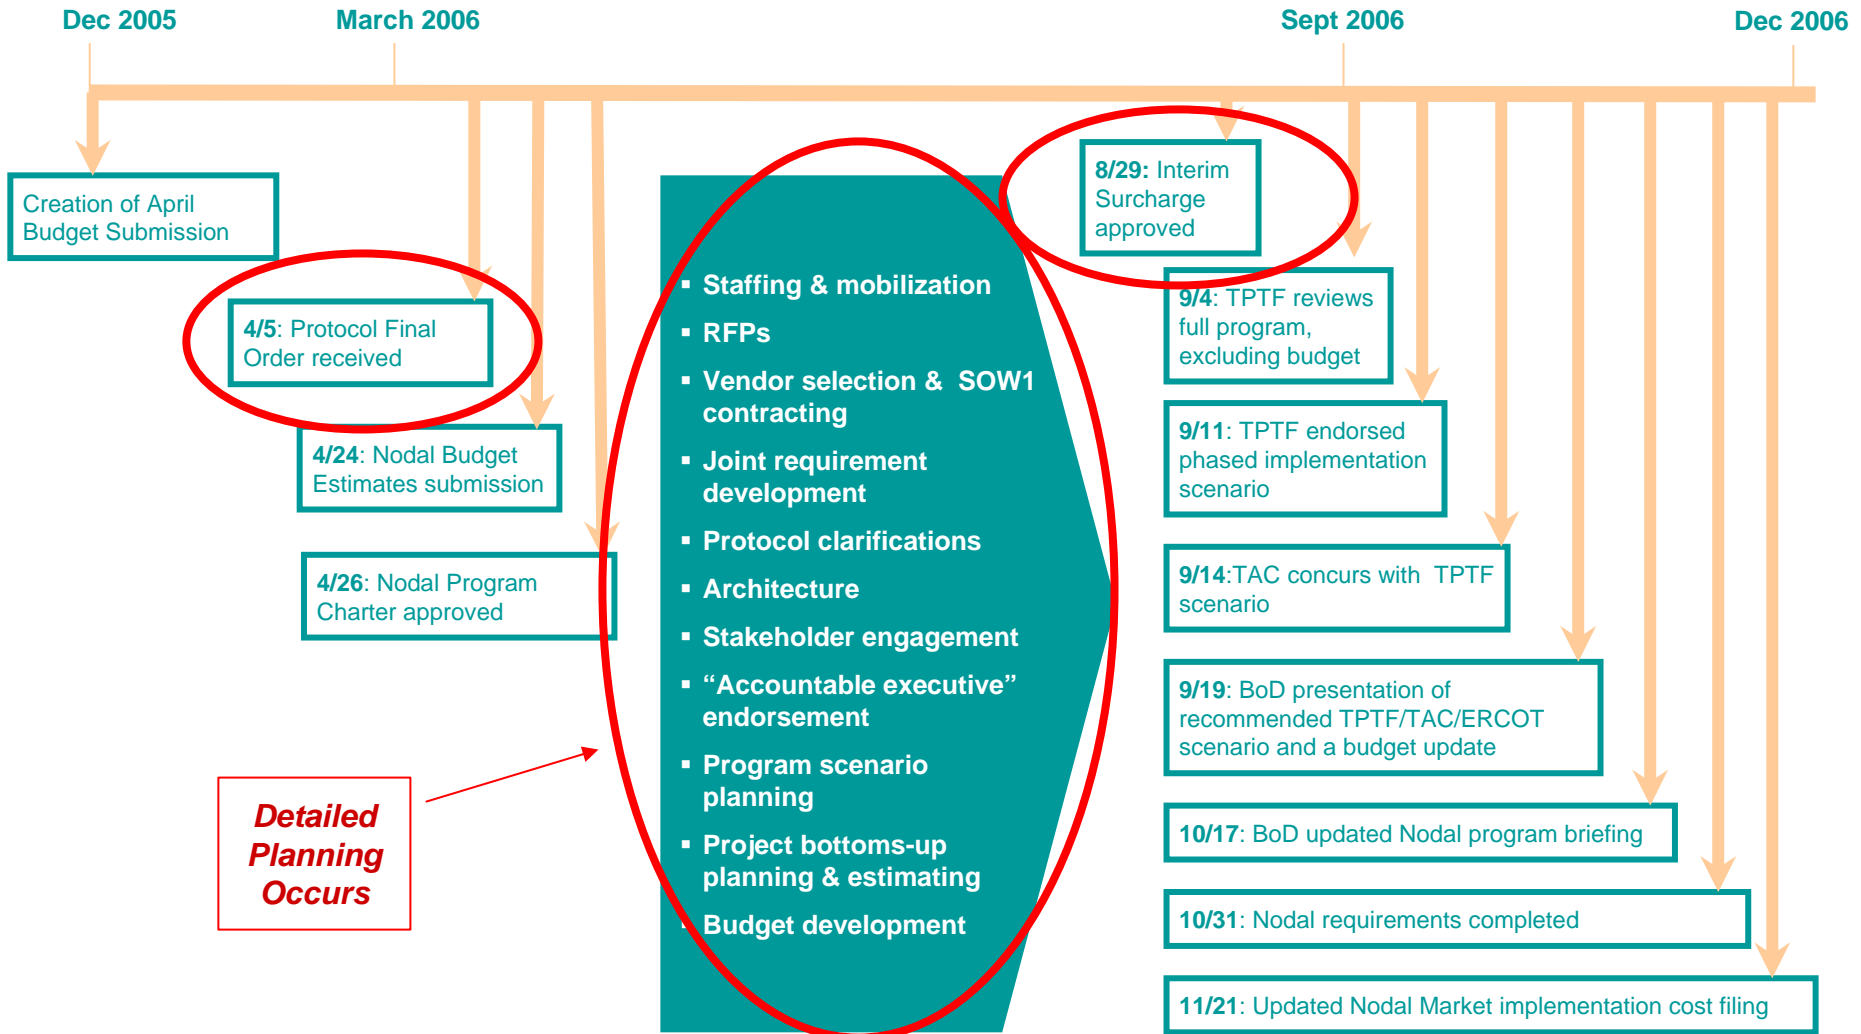 Dec 2005
March 2006
Sept 2006
Dec 2006
Creation of April
Budget Submission
4/5: Protocol Final
Order received
4/24: Nodal Budget
Estimates submission
4/26: Nodal Program
Charter approved
Detailed
Planning
Occurs
▪ Staffing & mobilization
▪ RFPs
▪ Vendor selection & SOW1
contracting
▪ Joint requirement
development
▪ Protocol clarifications
▪ Architecture
▪ Stakeholder engagement
▪ “Accountable executive”
endorsement
▪ Program scenario
planning
▪ Project bottoms-up
planning & estimating
▪ Budget development
8/29: Interim
Surcharge
approved
9/4: TPTF reviews
full program,
excluding budget
9/11: TPTF endorsed
phased implementation
scenario
9/14:TAC concurs with TPTF
scenario
9/19: BoD presentation of
recommended TPTF/TAC/ERCOT
scenario and a budget update
10/17: BoD updated Nodal program briefing
10/31: Nodal requirements completed
11/21: Updated Nodal Market implementation cost filing